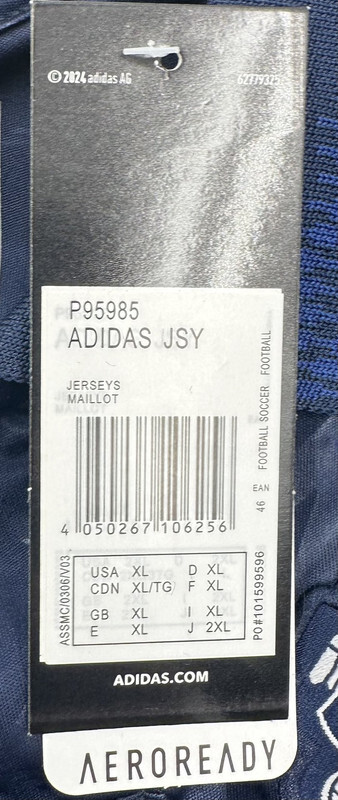 © 2024 adidas AG
62779325
P95985
ADIDAS JSY
JERSEYS
MAILLOT
4 050267 106256
FOOTBALL SOCCER FOOTBALL
EAN
46
ASSMC/0306/V03
PO#101599596
USA XL D XL
CDN XL/TG F XL
GB XL I XL
E XL J 2XL
ADIDAS.COM
AEROREADY